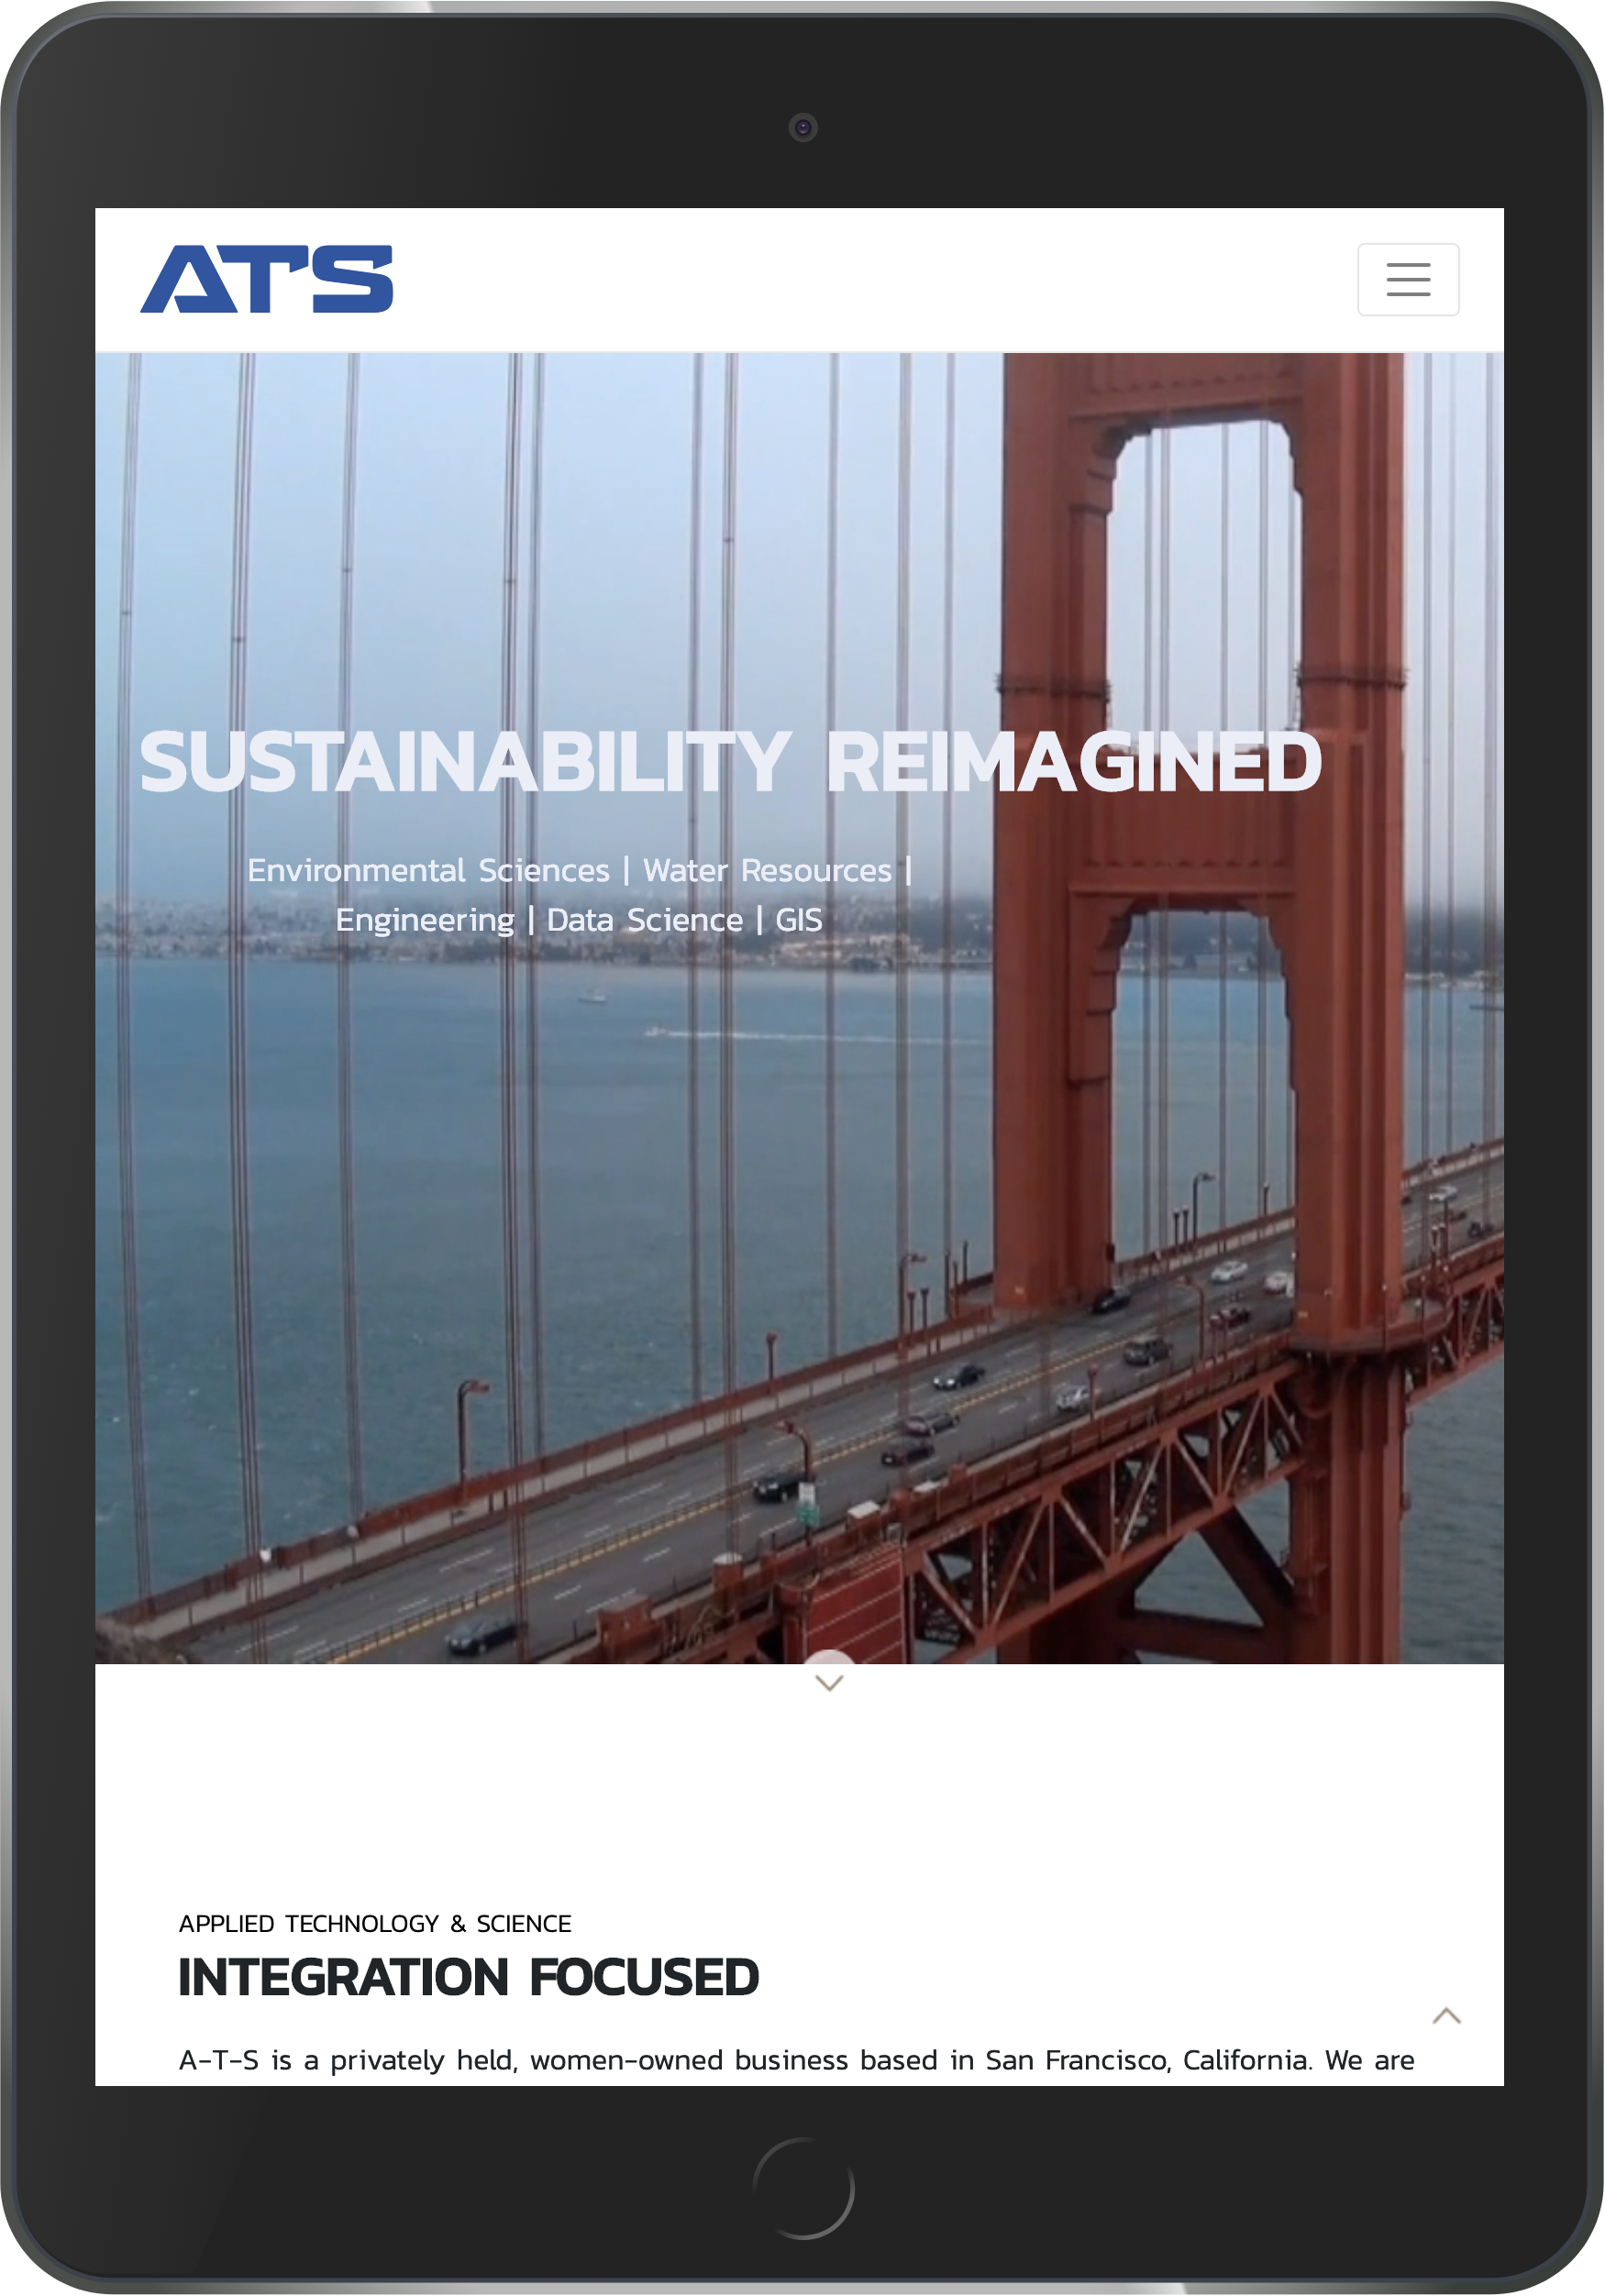 ATS
SUSTAINABILITY REIMAGINED
Environmental Sciences | Water Resources |
Engineering | Data Science | GIS
APPLIED TECHNOLOGY & SCIENCE
INTEGRATION FOCUSED
A-T-S is a privately held, women-owned business based in San Francisco, California. We are